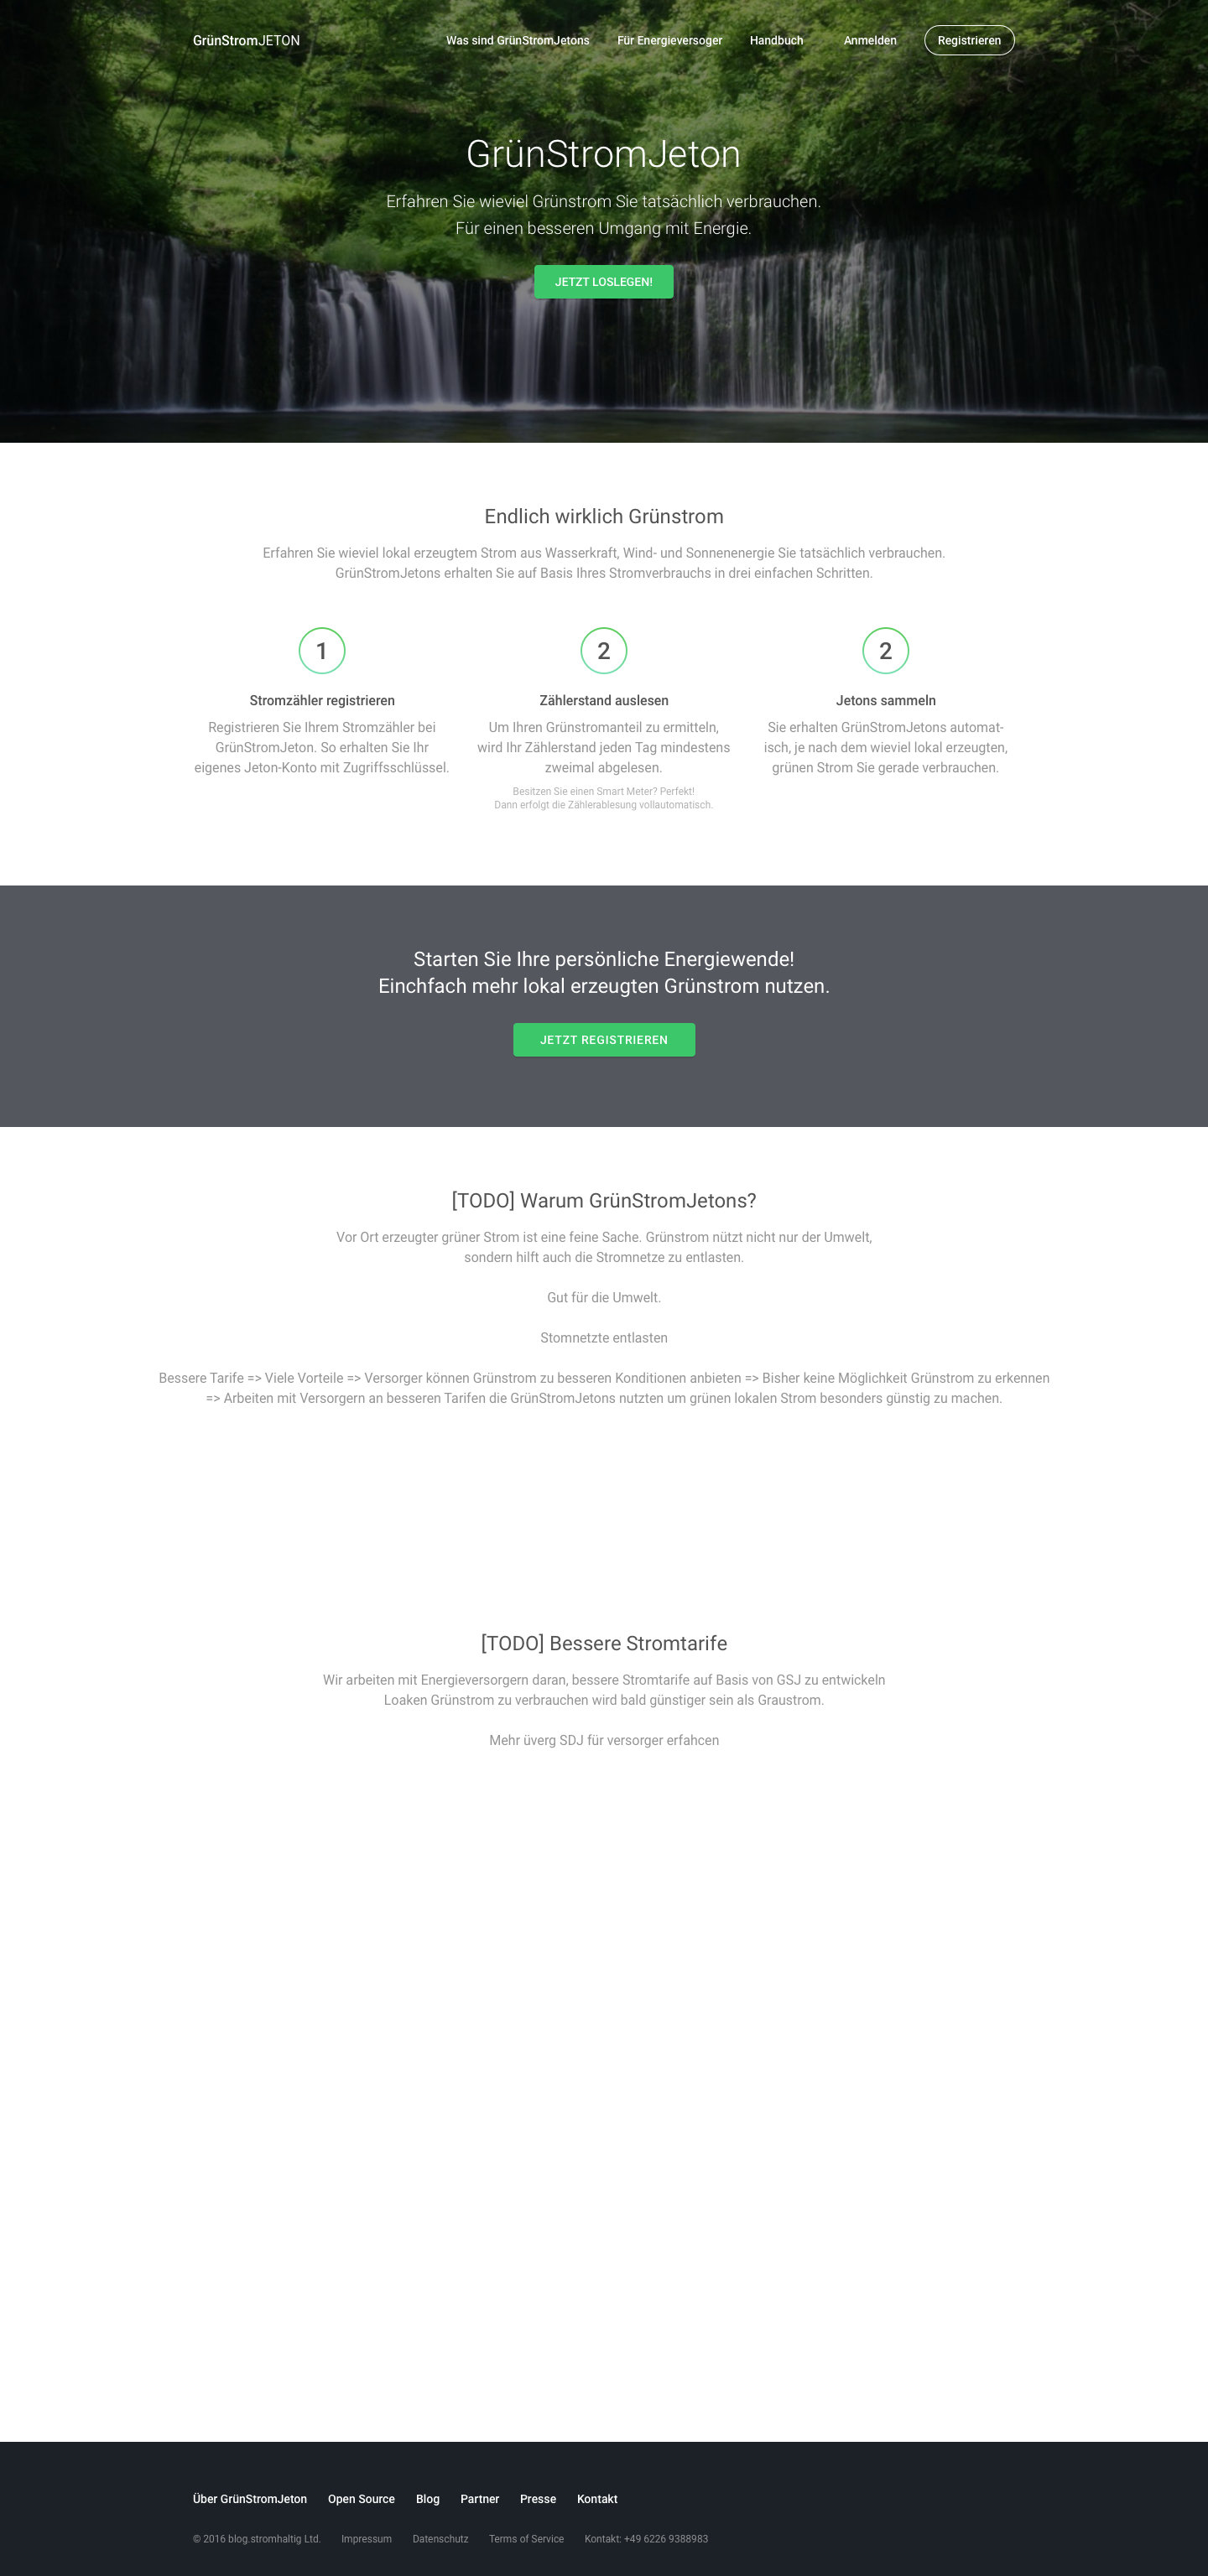 GrünStromJETON
Was sind GrünStromJetons
Für Energieversoger
Handbuch
Anmelden
Registrieren
GrünStromJeton
Erfahren Sie wieviel Grünstrom Sie tatsächlich verbrauchen.
Für einen besseren Umgang mit Energie.
JETZT LOSLEGEN!
Endlich wirklich Grünstrom
Erfahren Sie wieviel lokal erzeugtem Strom aus Wasserkraft, Wind- und Sonnenenergie Sie tatsächlich verbrauchen.
GrünStromJetons erhalten Sie auf Basis Ihres Stromverbrauchs in drei einfachen Schritten.
1
Stromzähler registrieren
Registrieren Sie Ihrem Stromzähler bei
GrünStromJeton. So erhalten Sie Ihr
eigenes Jeton-Konto mit Zugriffsschlüssel.
2
Zählerstand auslesen
Um Ihren Grünstromanteil zu ermitteln,
wird Ihr Zählerstand jeden Tag mindestens
zweimal abgelesen.
Besitzen Sie einen Smart Meter? Perfekt!
Dann erfolgt die Zählerablesung vollautomatisch.
2
Jetons sammeln
Sie erhalten GrünStromJetons automat-
isch, je nach dem wieviel lokal erzeugten,
grünen Strom Sie gerade verbrauchen.
Starten Sie Ihre persönliche Energiewende!
Einchfach mehr lokal erzeugten Grünstrom nutzen.
JETZT REGISTRIEREN
[TODO] Warum GrünStromJetons?
Vor Ort erzeugter grüner Strom ist eine feine Sache. Grünstrom nützt nicht nur der Umwelt,
sondern hilft auch die Stromnetze zu entlasten.
Gut für die Umwelt.
Stomnetzte entlasten
Bessere Tarife => Viele Vorteile => Versorger können Grünstrom zu besseren Konditionen anbieten => Bisher keine Möglichkeit Grünstrom zu erkennen
=> Arbeiten mit Versorgern an besseren Tarifen die GrünStromJetons nutzten um grünen lokalen Strom besonders günstig zu machen.
[TODO] Bessere Stromtarife
Wir arbeiten mit Energieversorgern daran, bessere Stromtarife auf Basis von GSJ zu entwickeln
Loaken Grünstrom zu verbrauchen wird bald günstiger sein als Graustrom.
Mehr üverg SDJ für versorger erfahcen
Über GrünStromJeton
Open Source
Blog
Partner
Presse
Kontakt
© 2016 blog.stromhaltig Ltd.
Impressum
Datenschutz
Terms of Service
Kontakt: +49 6226 9388983